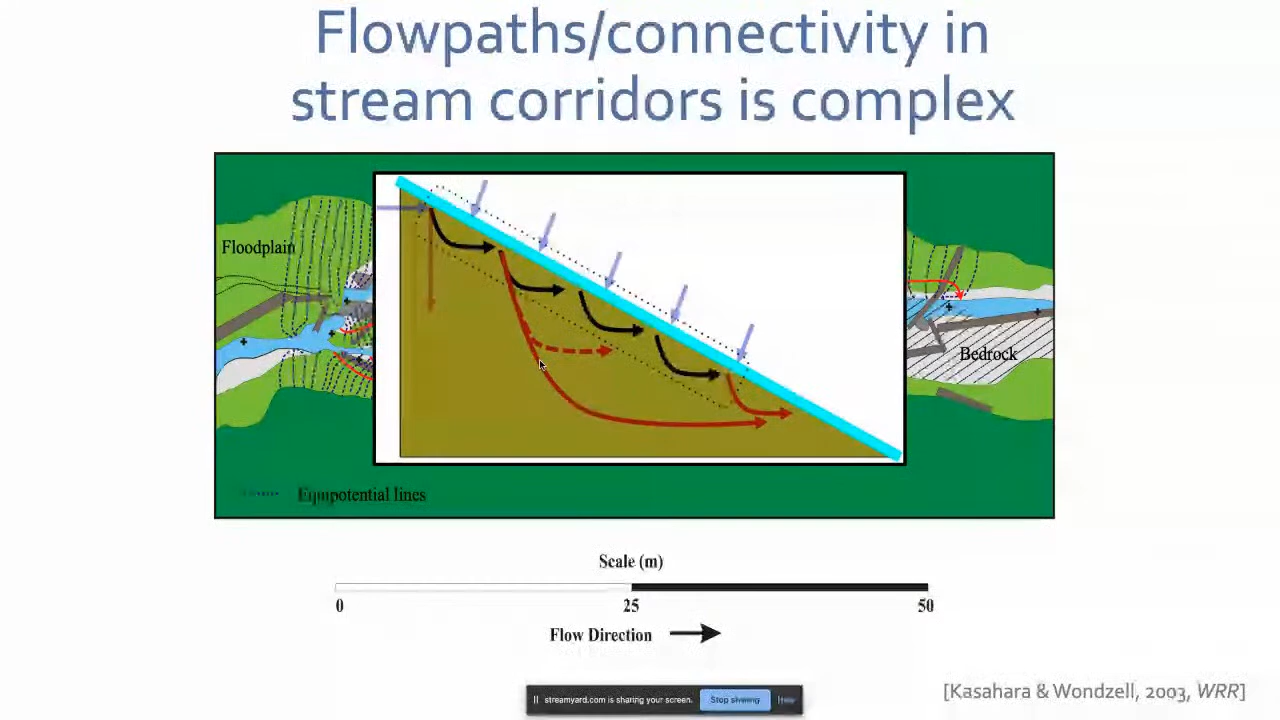 Flowpaths/connectivity in
stream corridors is complex
Floodplain
Bedrock
Equipotential lines
Scale (m)
0 25 50
Flow Direction
streamyard.com is sharing your screen. Stop sharing Hide
[Kasahara & Wondzell, 2003, WRR]